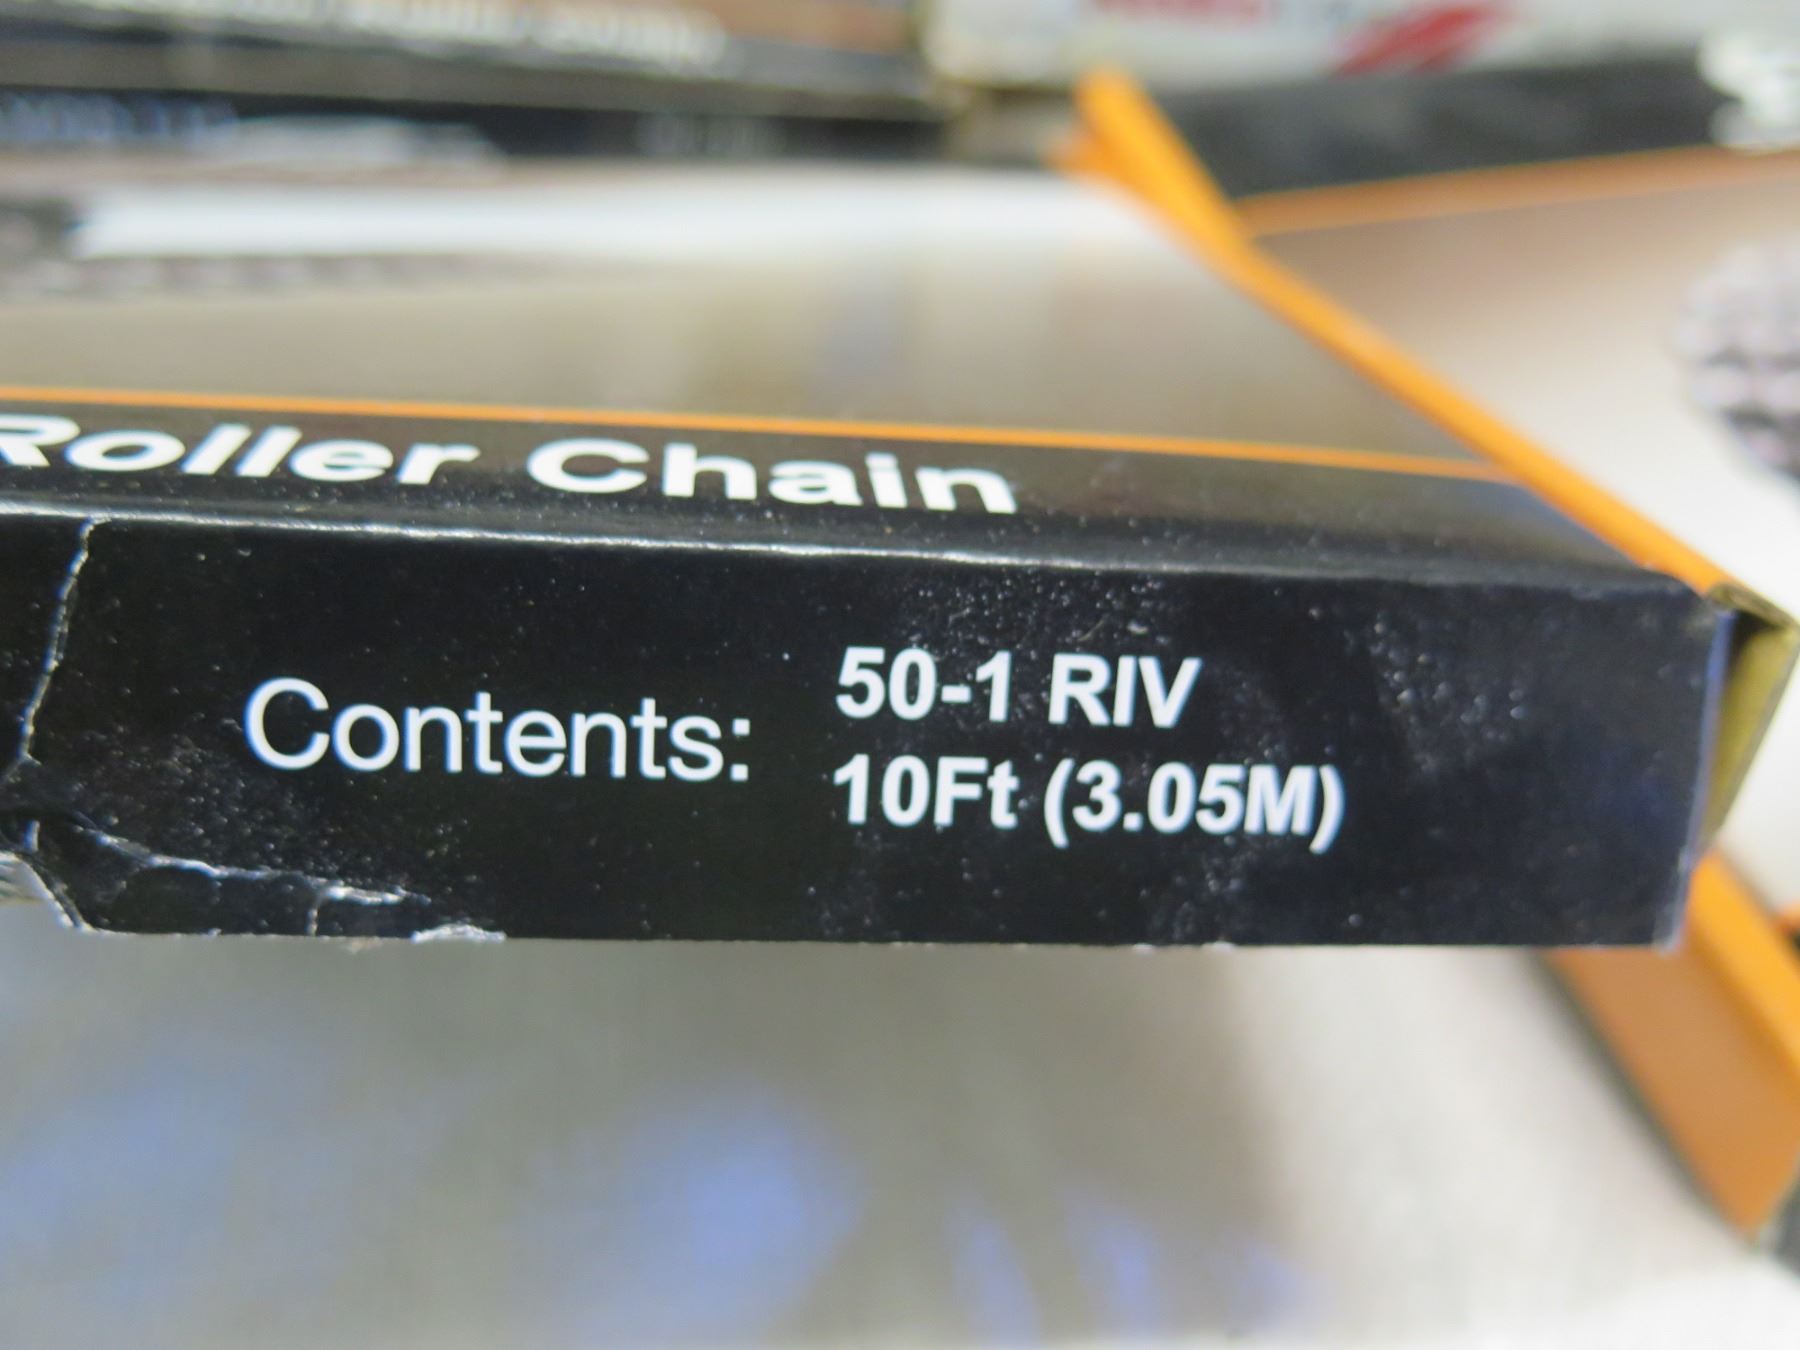 Roller Chain
Contents:
50-1 RIV
10Ft (3.05M)